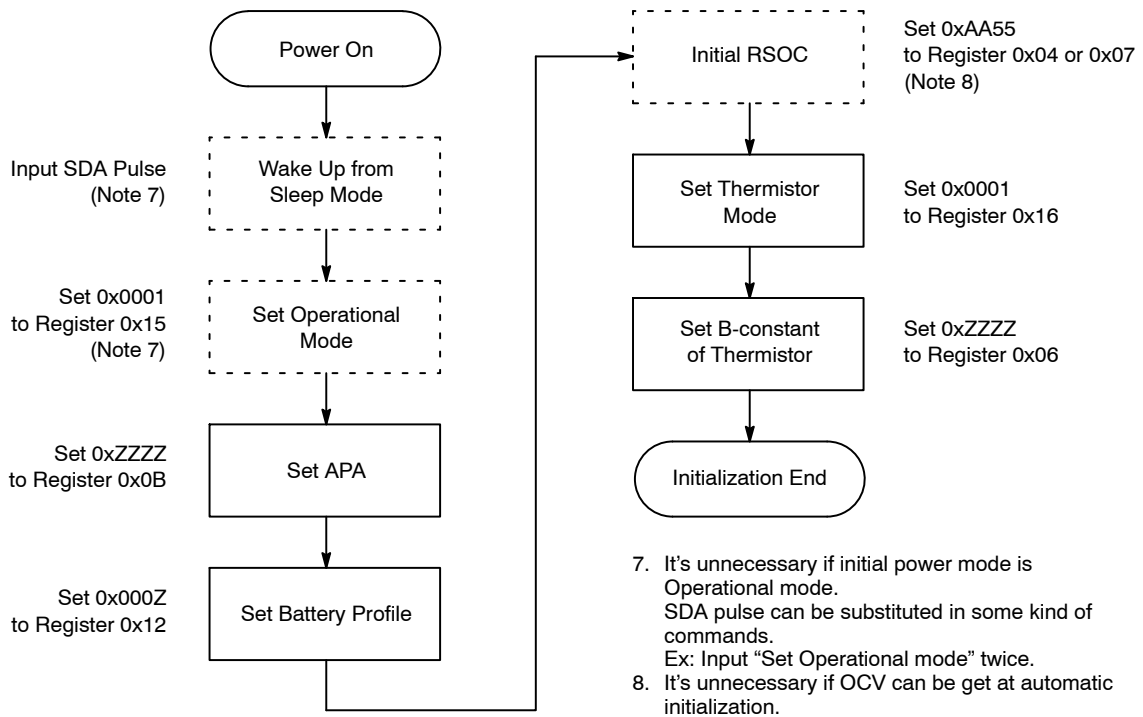 Power On
Input SDA Pulse
(Note 7)
Wake Up from
Sleep Mode
Set 0x0001
to Register 0x15
(Note 7)
Set Operational
Mode
Set 0xZZZZ
to Register 0x0B
Set APA
Set 0x000Z
to Register 0x12
Set Battery Profile
Initial RSOC
Set 0xAA55
to Register 0x04 or 0x07
(Note 8)
Set Thermistor
Mode
Set 0x0001
to Register 0x16
Set B-constant
of Thermistor
Set 0xZZZZ
to Register 0x06
Initialization End
7. It's unnecessary if initial power mode is
Operational mode.
SDA pulse can be substituted in some kind of
commands.
Ex: Input “Set Operational mode” twice.
8. It's unnecessary if OCV can be get at automatic
initialization.